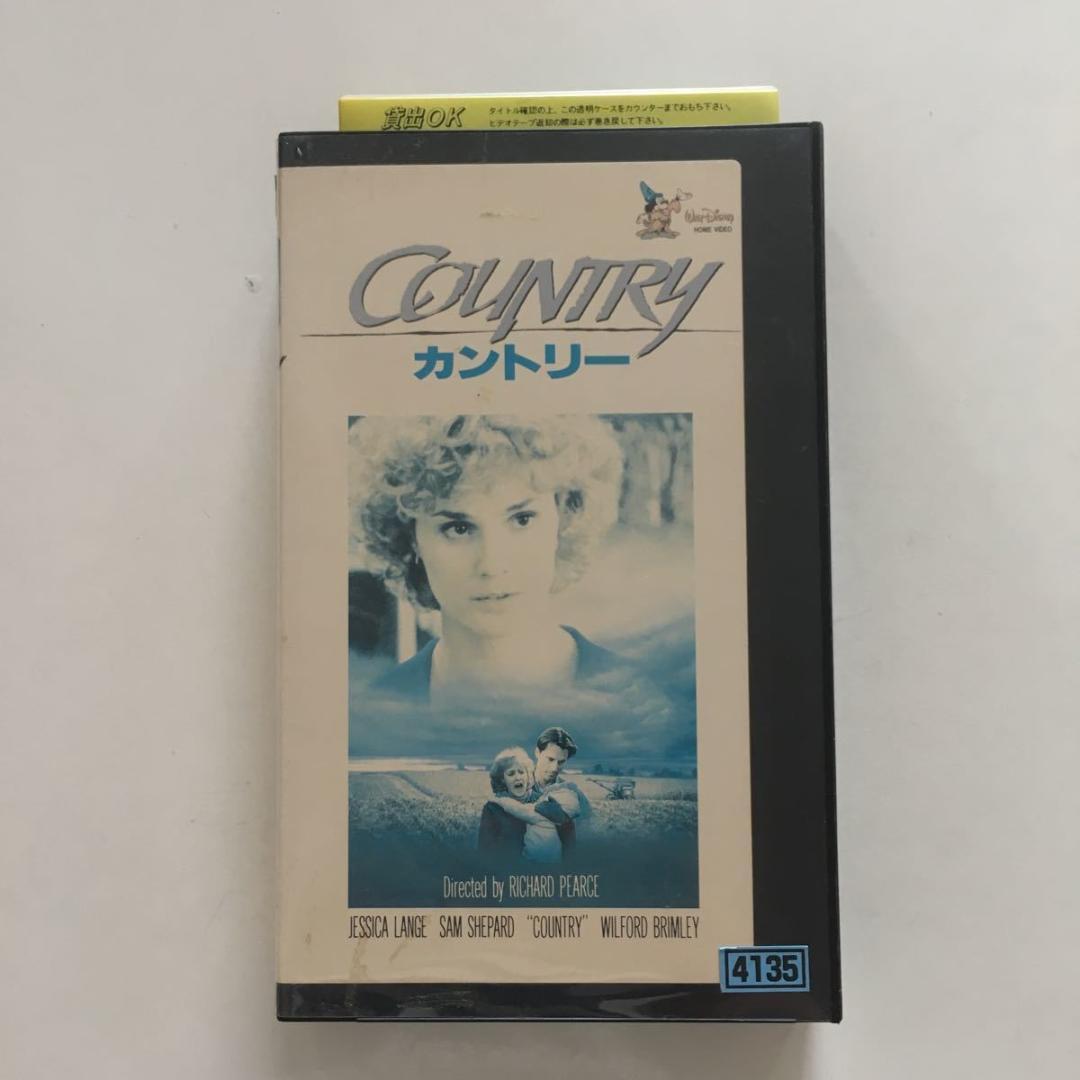 貸出OK
タイトル確認の上、この透明ケースをカウンターまでおもち下さい。
ビデオテープ返却の際は必ず巻き戻して下さい。
Walt Disney
HOME VIDEO
COUNTRY
カントリー
Directed by RICHARD PEARCE
JESSICA LANGE SAM SHEPARD "COUNTRY" WILFORD BRIMLEY
4135